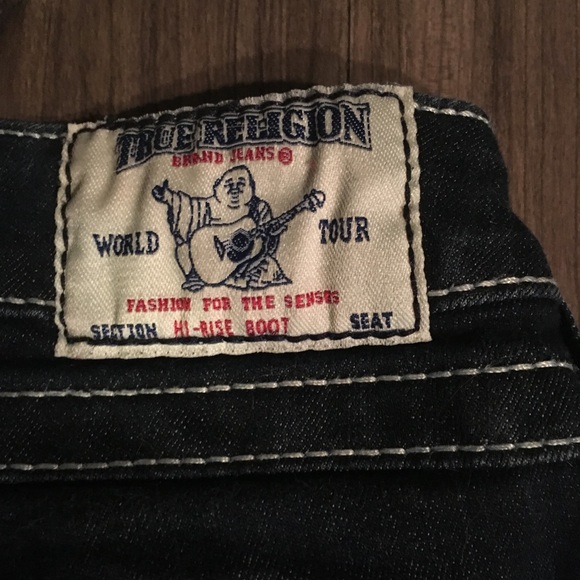 TRUE RELIGION
BRAND JEANS®
WORLD TOUR
FASHION FOR THE SENSES
SECTION HI-RISE BOOT SEAT